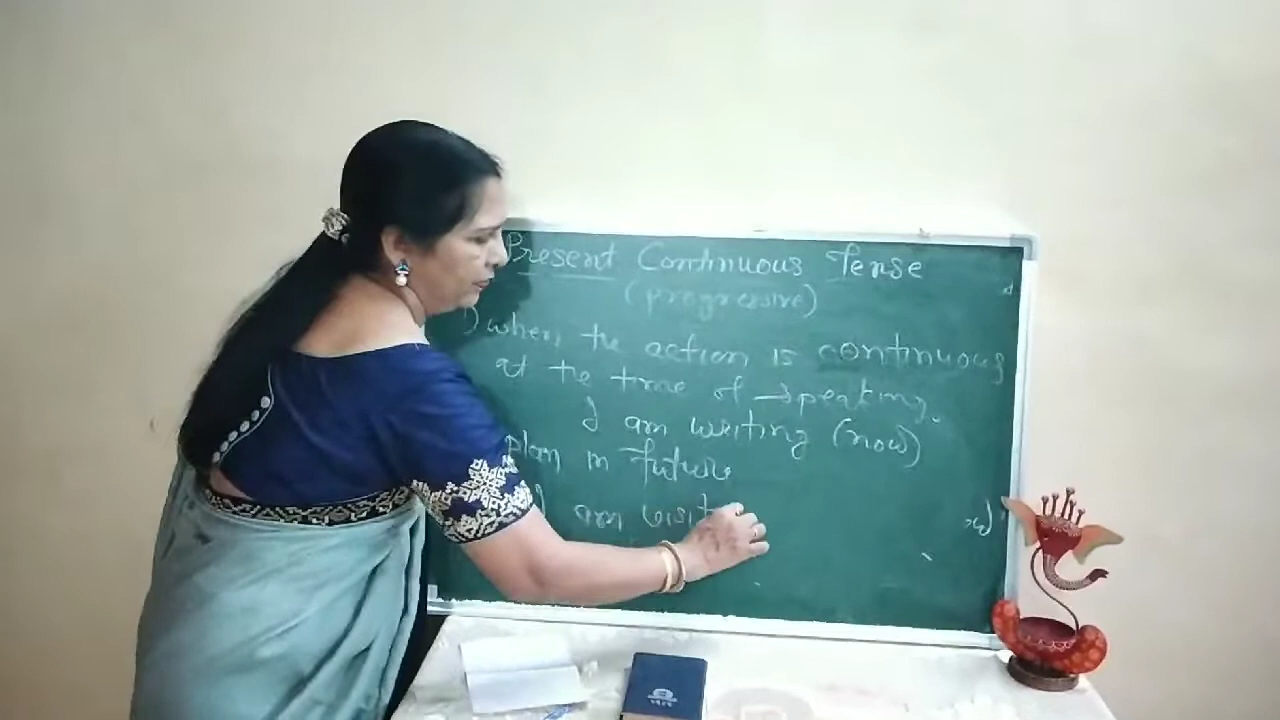 Present Continuous Tense
(progressive)
1) when the action is continuous
at the time of speaking.
I am writing (now)
plan in future
I am visit